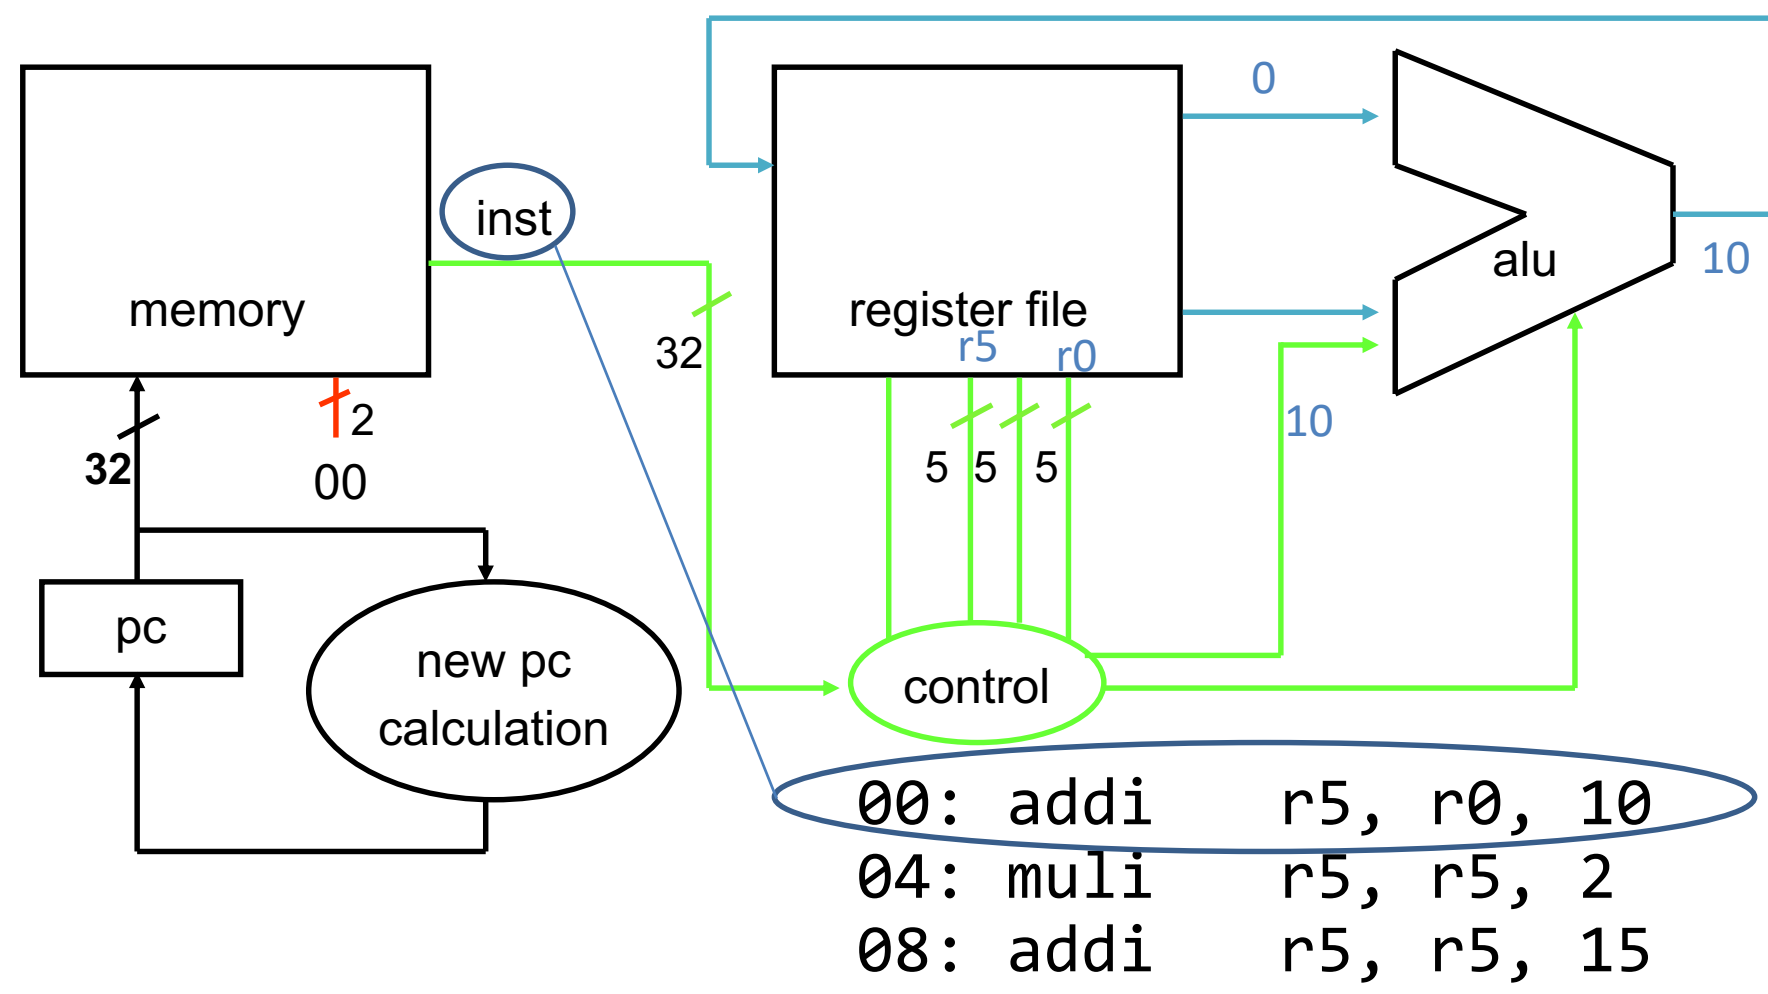 0
inst
alu
10
memory
register file
r5
r0
32
2
10
32
5
5
5
00
pc
new pc
calculation
control
00: addi r5, r0, 10
04: muli r5, r5, 2
08: addi r5, r5, 15